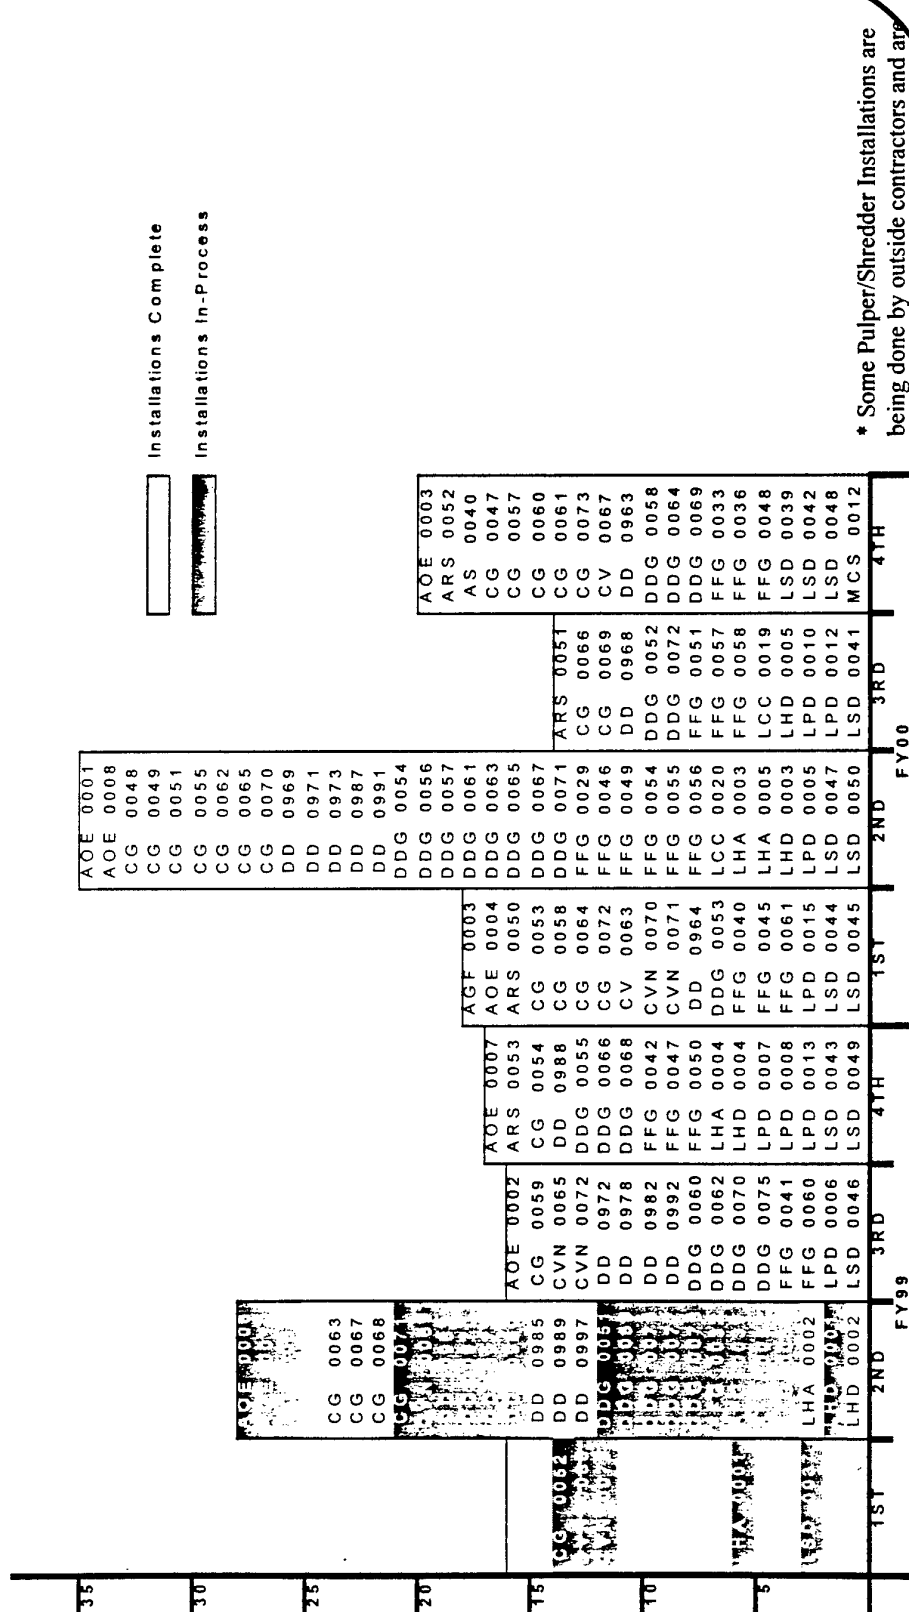 Installations Complete
Installations In-Process
* Some Pulper/Shredder Installations are
being done by outside contractors and are
35
30
25
20
15
10
5
CG 0062
LHA 000
LSD 003
1ST
AOE 000
CG 0063
CG 0067
CG 0068
CG 007
DD 0985
DD 0989
DD 0997
DDG 005
LHA 0002
LHD 000
LHD 0002
2ND
AOE 0002
CG 0059
CVN 0065
CVN 0072
DD 0972
DD 0978
DD 0982
DD 0992
DDG 0060
DDG 0062
DDG 0070
DDG 0075
FFG 0041
FFG 0060
LPD 0006
LSD 0046
3RD
AOE 0007
ARS 0053
CG 0054
DD 0988
DDG 0055
DDG 0066
DDG 0068
FFG 0042
FFG 0047
FFG 0050
LHA 0004
LHD 0004
LPD 0007
LPD 0008
LPD 0013
LSD 0043
LSD 0049
4TH
FY99
AGF 0003
AOE 0004
ARS 0050
CG 0053
CG 0058
CG 0064
CG 0072
CV 0063
CVN 0070
CVN 0071
DD 0964
DDG 0053
FFG 0040
FFG 0045
FFG 0061
LPD 0015
LSD 0044
LSD 0045
1ST
AOE 0001
AOE 0008
CG 0048
CG 0049
CG 0051
CG 0055
CG 0062
CG 0065
CG 0070
DD 0969
DD 0971
DD 0973
DD 0987
DD 0991
DDG 0054
DDG 0056
DDG 0057
DDG 0061
DDG 0063
DDG 0065
DDG 0067
DDG 0071
FFG 0029
FFG 0046
FFG 0049
FFG 0054
FFG 0055
FFG 0056
LCC 0020
LHA 0003
LHA 0005
LHD 0003
LPD 0005
LSD 0047
LSD 0050
2ND
ARS 0051
CG 0066
CG 0069
DD 0968
DDG 0052
DDG 0072
FFG 0051
FFG 0057
FFG 0058
LCC 0019
LHD 0005
LPD 0010
LPD 0012
LSD 0041
3RD
AOE 0003
ARS 0052
AS 0040
CG 0047
CG 0057
CG 0060
CG 0061
CG 0073
CV 0067
DD 0963
DDG 0058
DDG 0064
DDG 0069
FFG 0033
FFG 0036
FFG 0048
LSD 0039
LSD 0042
LSD 0048
MCS 0012
4TH
FY00